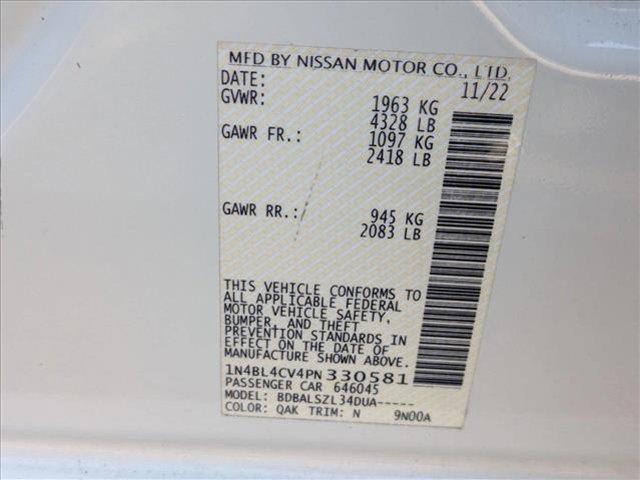 MFD BY NISSAN MOTOR CO., LTD.
DATE: 11/22
GVWR: 1963 KG
4328 LB
GAWR FR.: 1097 KG
2418 LB
GAWR RR.: 945 KG
2083 LB
THIS VEHICLE CONFORMS TO
ALL APPLICABLE FEDERAL
MOTOR VEHICLE SAFETY,
BUMPER, AND THEFT
PREVENTION STANDARDS IN
EFFECT ON THE DATE OF
MANUFACTURE SHOWN ABOVE.
1N4BL4CV4PN330581
PASSENGER CAR 646045
MODEL: BDBALSZL34DUA-----
COLOR: QAK TRIM: N 9N00A